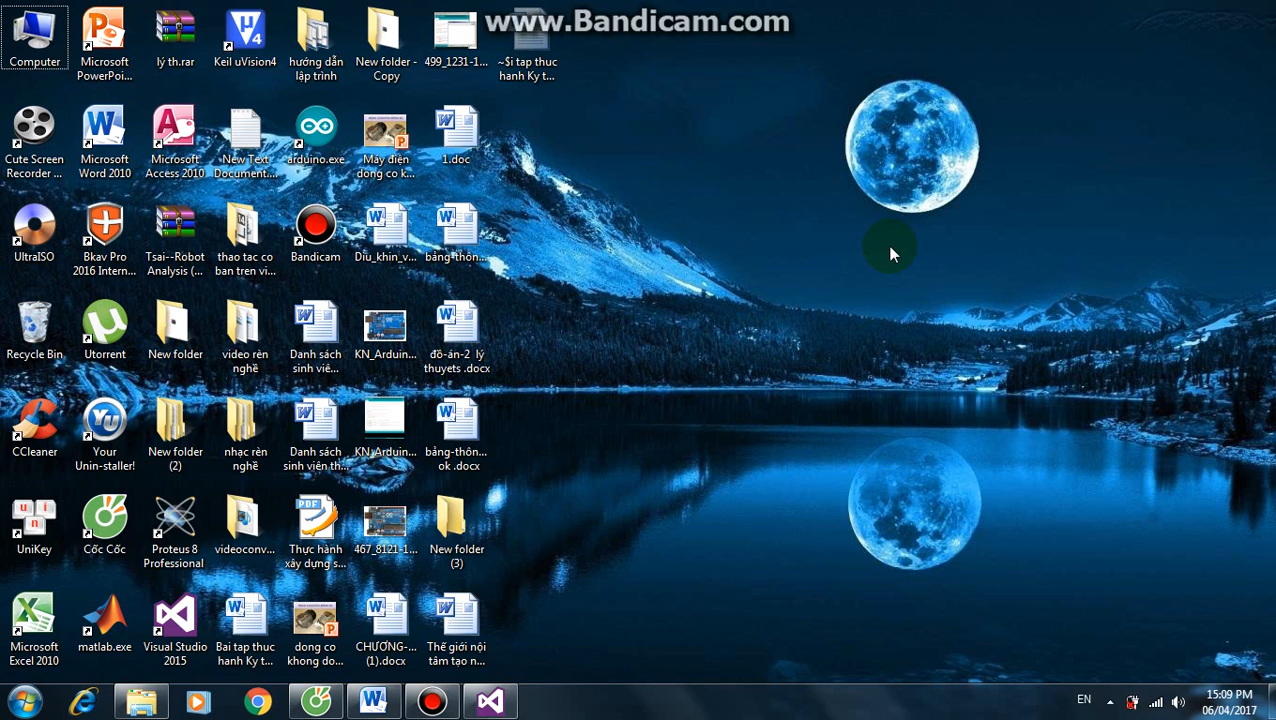 www.Bandicam.com
Computer
Microsoft
PowerPoi...
lý th.rar
Keil uVision4
hướng dẫn
lập trình
New folder -
Copy
499_1231-1...
~$i tap thuc
hanh Ky t...
Cute Screen
Recorder ...
Microsoft
Word 2010
Microsoft
Access 2010
New Text
Document...
arduino.exe
Máy điện
dong co k...
1.doc
UltraISO
Bkav Pro
2016 Intern...
Tsai--Robot
Analysis (...
thao tac co
ban tren vi...
Bandicam
Diu_khin_v...
bảng-thôn...
Recycle Bin
Utorrent
New folder
video rèn
nghề
Danh sách
sinh viê...
KN_Arduin...
đồ-án-2 lý
thuyets .docx
CCleaner
Your
Unin-staller!
New folder
(2)
nhạc rèn
nghề
Danh sách
sinh viên th...
KN_Arduin...
bảng-thôn...
ok .docx
UniKey
Cốc Cốc
Proteus 8
Professional
videoconv...
Thực hành
xây dựng s...
467_8121-1...
New folder
(3)
Microsoft
Excel 2010
matlab.exe
Visual Studio
2015
Bai tap thuc
hanh Ky t...
dong co
khong do...
CHƯƠNG-...
(1).docx
Thế giới nội
tâm tạo n...
EN
15:09 PM
06/04/2017